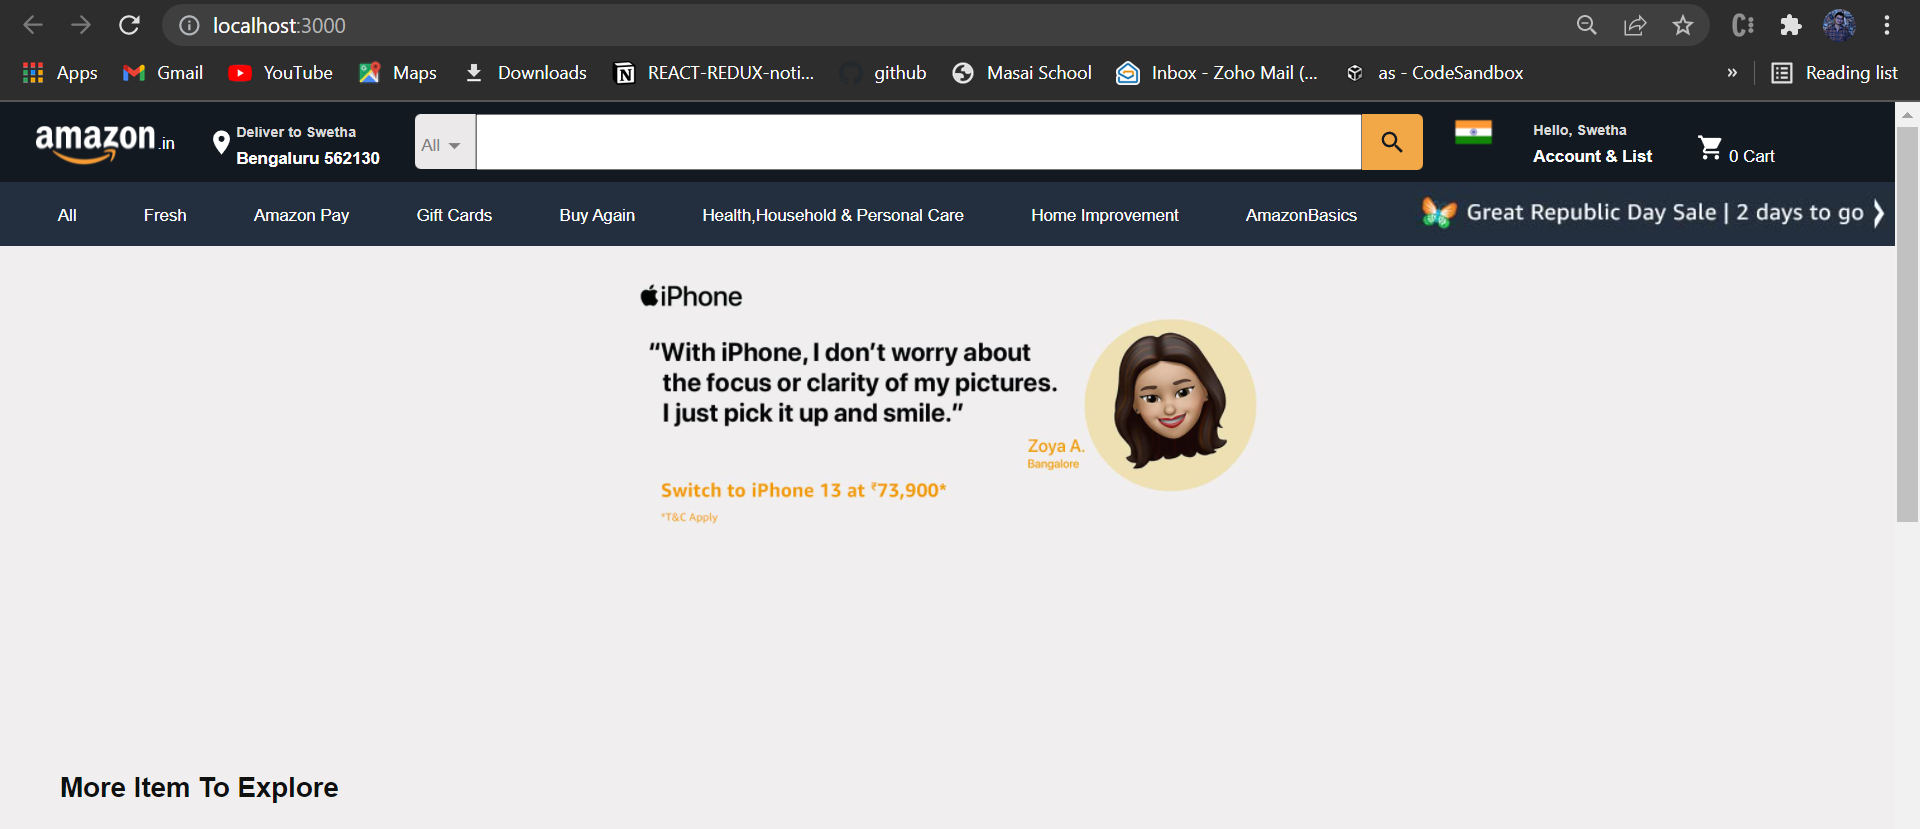 localhost:3000
Apps Gmail YouTube Maps Downloads REACT-REDUX-noti... github Masai School Inbox - Zoho Mail (... as - CodeSandbox » Reading list
amazon.in
Deliver to Swetha
Bengaluru 562130
All
Hello, Swetha
Account & List
0 Cart
All Fresh Amazon Pay Gift Cards Buy Again Health,Household & Personal Care Home Improvement AmazonBasics Great Republic Day Sale | 2 days to go
iPhone
“With iPhone, I don’t worry about
the focus or clarity of my pictures.
I just pick it up and smile.”
Zoya A.
Bangalore
Switch to iPhone 13 at ₹73,900*
*T&C Apply
More Item To Explore